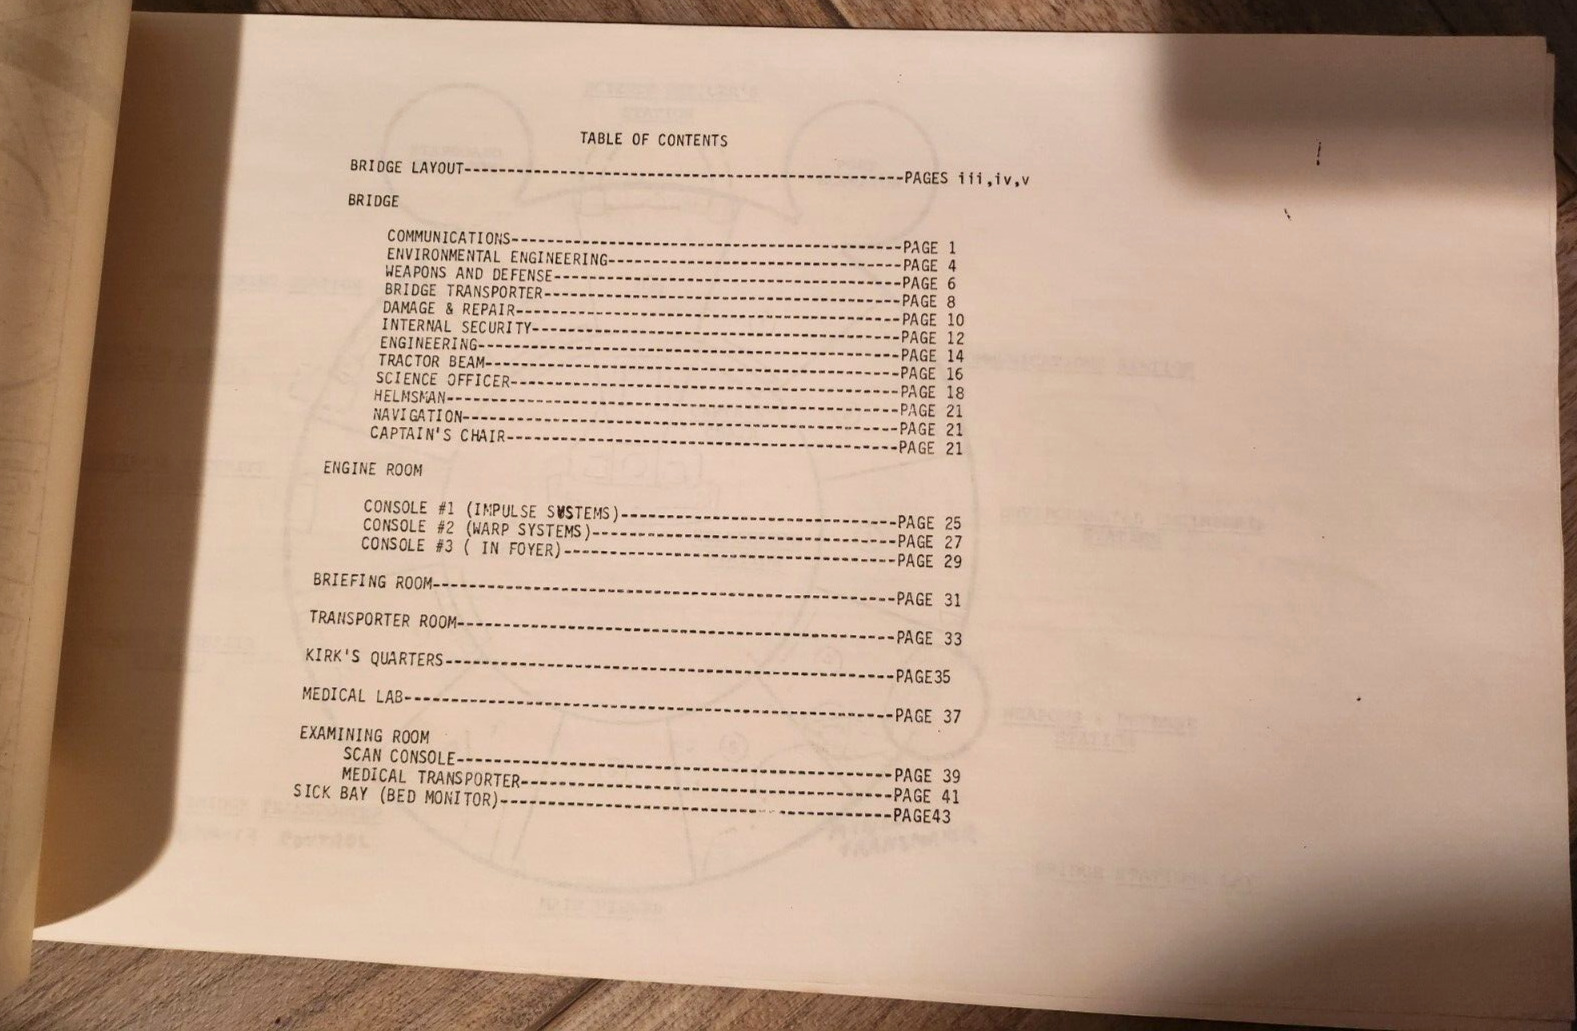 TABLE OF CONTENTS
BRIDGE LAYOUT-----------------------------------------------PAGES iii,iv,v
BRIDGE
COMMUNICATIONS------------------------------------------PAGE 1
ENVIRONMENTAL ENGINEERING-------------------------------PAGE 4
WEAPONS AND DEFENSE-------------------------------------PAGE 6
BRIDGE TRANSPORTER--------------------------------------PAGE 8
DAMAGE & REPAIR-----------------------------------------PAGE 10
INTERNAL SECURITY---------------------------------------PAGE 12
ENGINEERING---------------------------------------------PAGE 14
TRACTOR BEAM--------------------------------------------PAGE 16
SCIENCE OFFICER-----------------------------------------PAGE 18
HELMSMAN------------------------------------------------PAGE 21
NAVIGATION----------------------------------------------PAGE 21
CAPTAIN'S CHAIR-----------------------------------------PAGE 21
ENGINE ROOM
CONSOLE #1 (IMPULSE SYSTEMS)-----------------------------PAGE 25
CONSOLE #2 (WARP SYSTEMS)--------------------------------PAGE 27
CONSOLE #3 ( IN FOYER)-----------------------------------PAGE 29
BRIEFING ROOM-------------------------------------------------PAGE 31
TRANSPORTER ROOM----------------------------------------------PAGE 33
KIRK'S QUARTERS-----------------------------------------------PAGE35
MEDICAL LAB---------------------------------------------------PAGE 37
EXAMINING ROOM
SCAN CONSOLE----------------------------------------------PAGE 39
MEDICAL TRANSPORTER---------------------------------------PAGE 41
SICK BAY (BED MONITOR)-----------------------------------------PAGE43